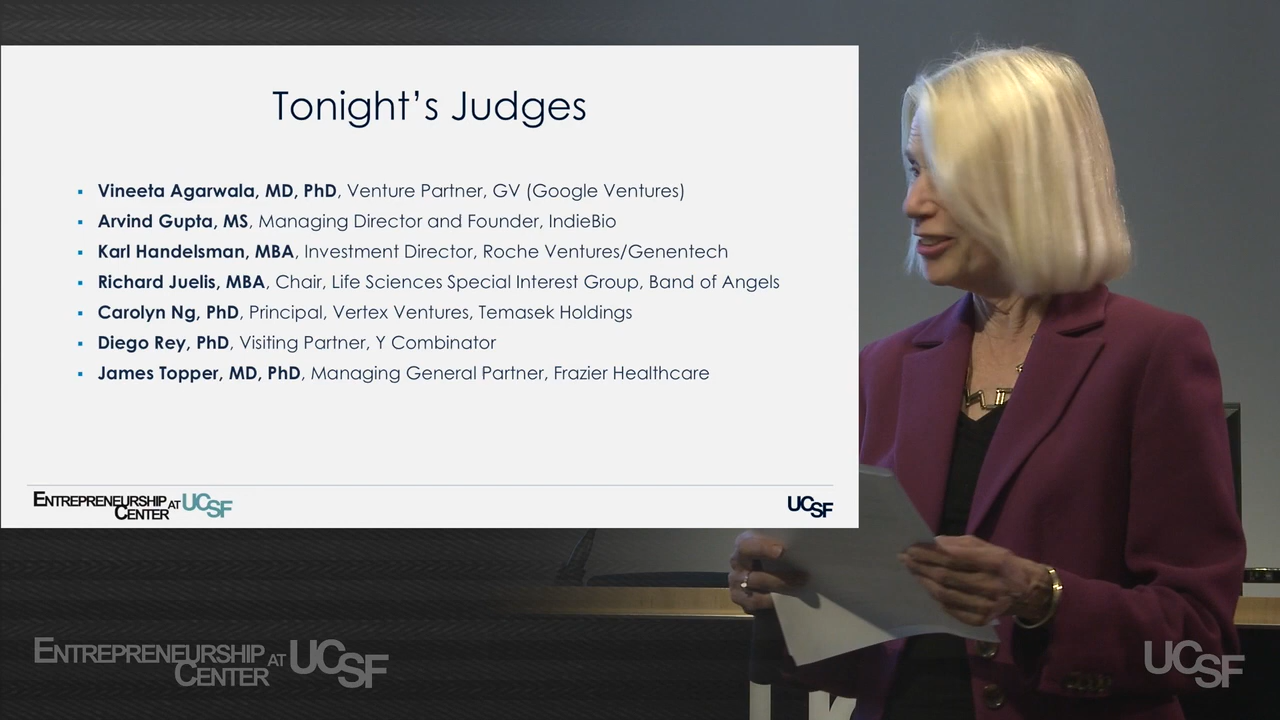 Tonight's Judges
Vineeta Agarwala, MD, PhD, Venture Partner, GV (Google Ventures)
Arvind Gupta, MS, Managing Director and Founder, IndieBio
Karl Handelsman, MBA, Investment Director, Roche Ventures/Genentech
Richard Juelis, MBA, Chair, Life Sciences Special Interest Group, Band of Angels
Carolyn Ng, PhD, Principal, Vertex Ventures, Temasek Holdings
Diego Rey, PhD, Visiting Partner, Y Combinator
James Topper, MD, PhD, Managing General Partner, Frazier Healthcare
ENTREPRENEURSHIP AT UCSF
CENTER
UCSF
ENTREPRENEURSHIP AT UCSF
CENTER
UCSF